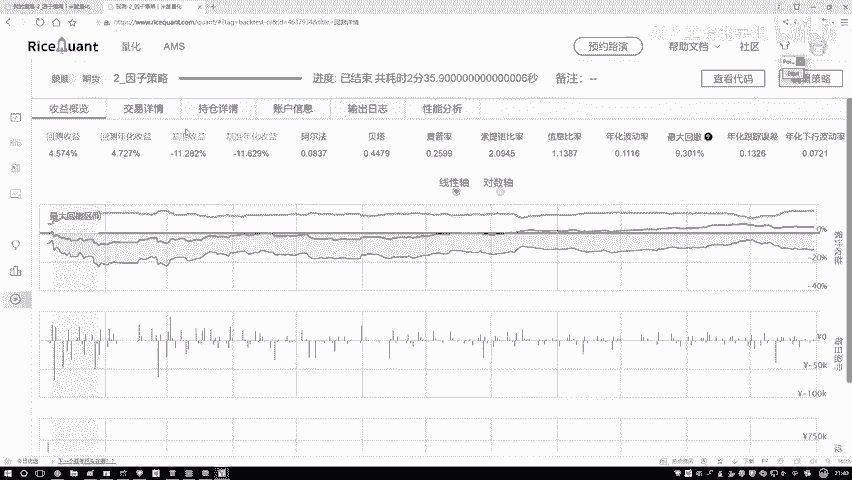 https://www.ricequant.com/quant/
RiceQuant 量化 AMS 预约路演 帮助文档 社区
股票 期货 2_因子策略 进度: 已结束 共耗时2分35.900000000000006秒 备注: -- 查看代码
收益概览 交易详情 持仓详情 账户信息 输出日志 性能分析
回测收益 回测年化收益 基准收益 基准年化收益 阿尔法 贝塔 夏普率 索提诺比率 信息比率 年化波动率 最大回撤 年化跟踪误差 年化下行波动率
4.574% 4.727% -11.282% -11.629% 0.0837 0.4479 0.2599 2.0945 1.1387 0.1116 9.301% 0.1326 0.0721
线性轴 对数轴
最大回撤区间
0%
-20%
-40%
累计收益
¥0
¥-50k
¥-100k
每日盈亏
¥750k
成
21:40